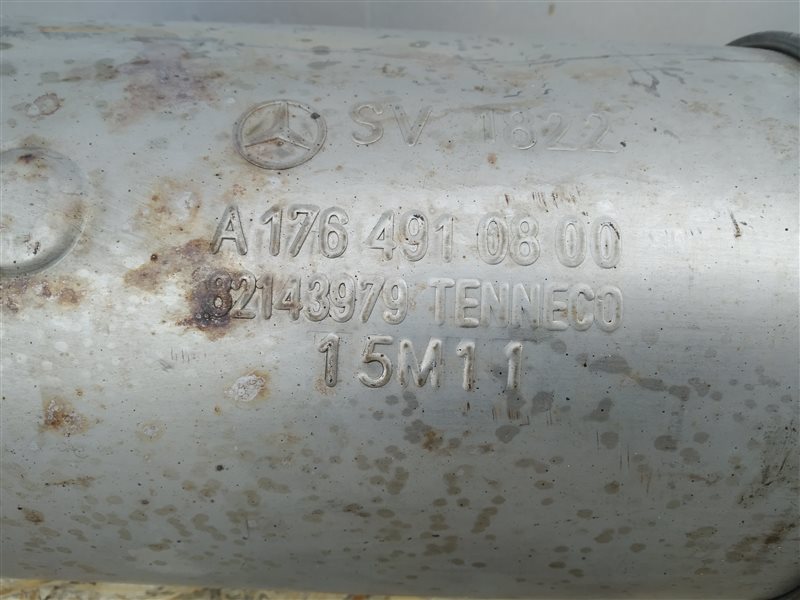 SV 1822
A 176 491 08 00
82143979 TENNECO
15M11